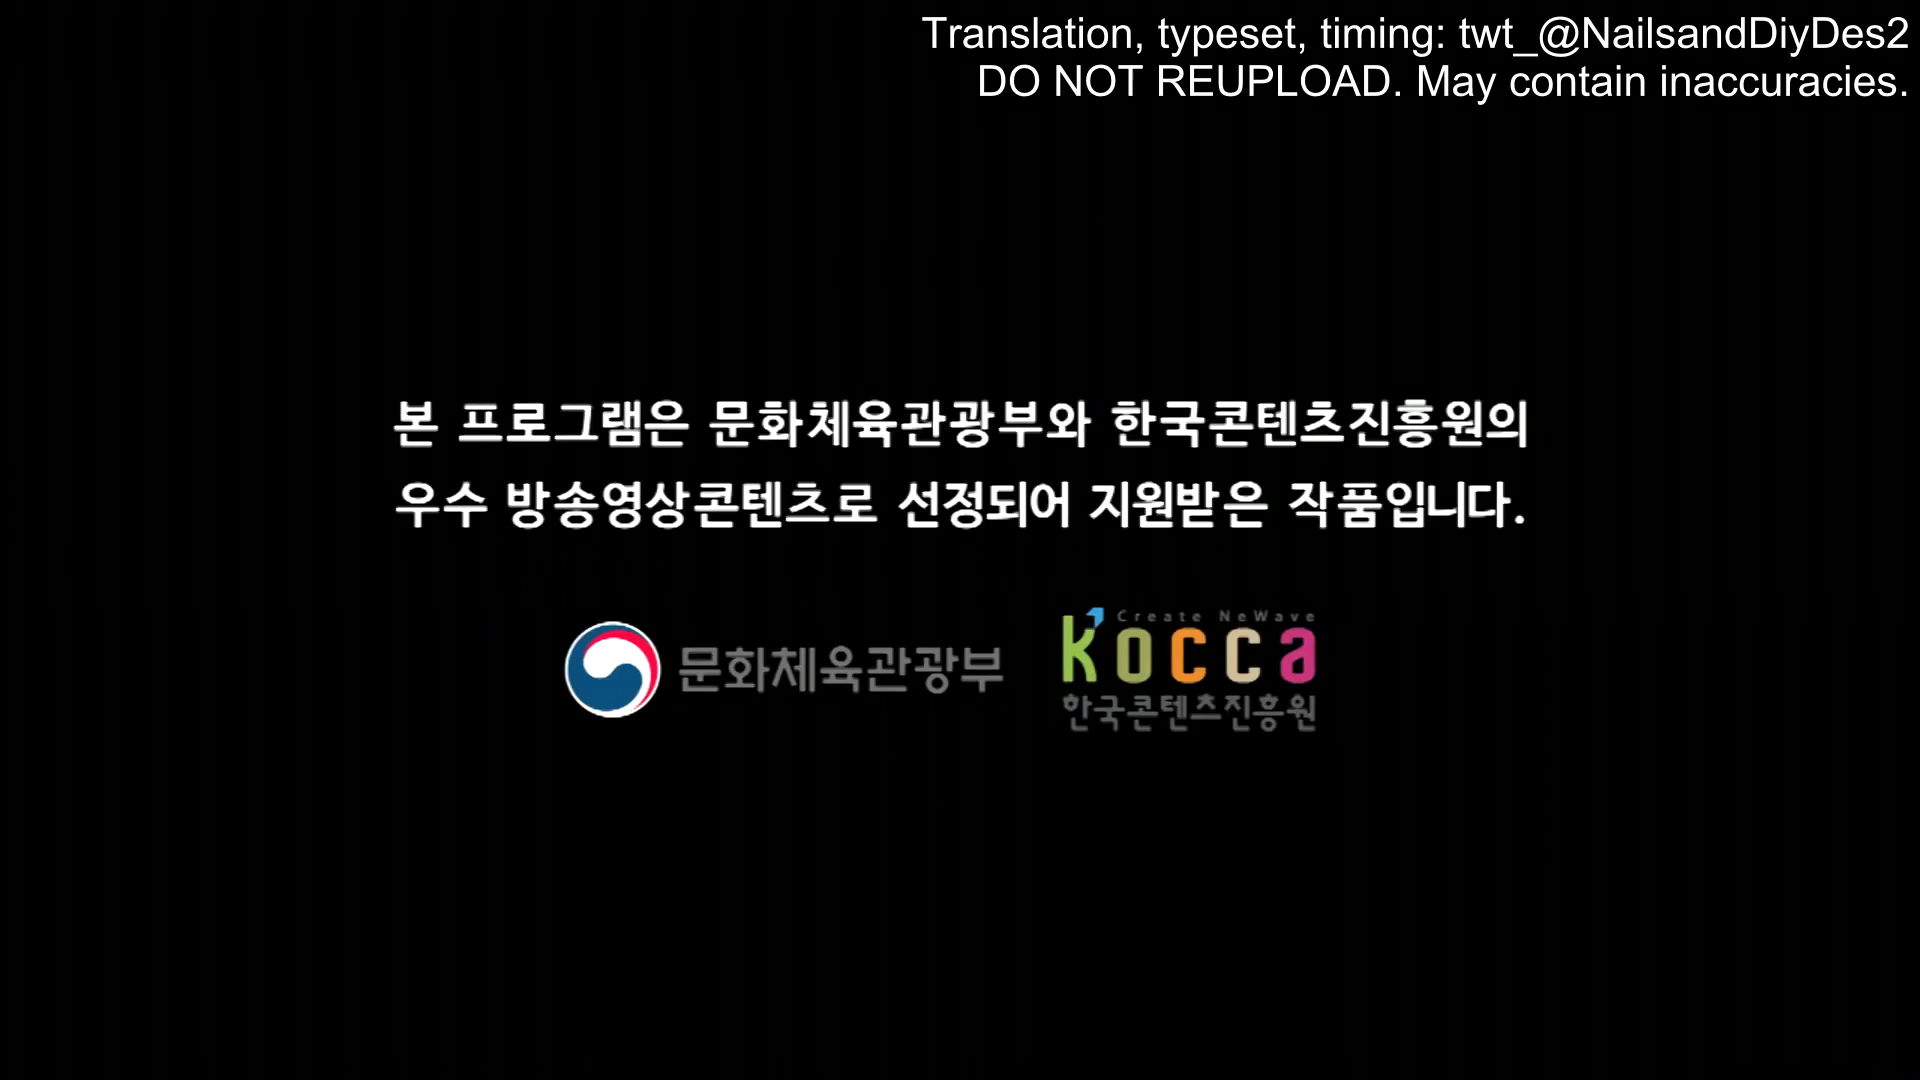 Translation, typeset, timing: twt_@NailsandDiyDes2
DO NOT REUPLOAD. May contain inaccuracies.
본 프로그램은 문화체육관광부와 한국콘텐츠진흥원의
우수 방송영상콘텐츠로 선정되어 지원받은 작품입니다.
문화체육관광부
Create NeWave
Kocca
한국콘텐츠진흥원